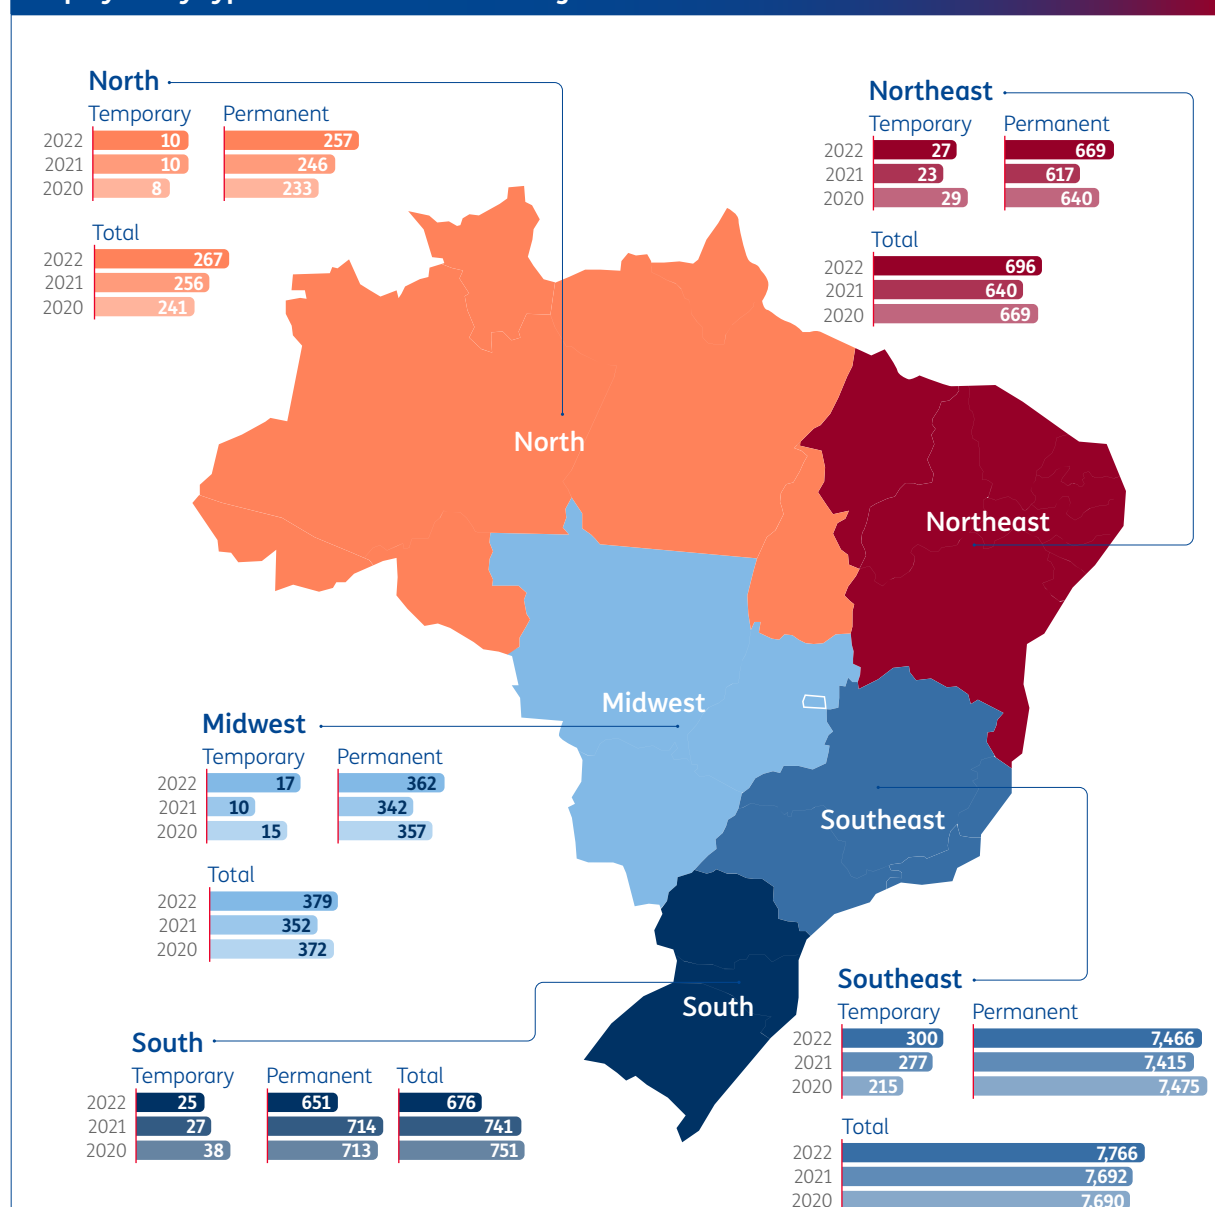 North
Temporary Permanent
2022 10 257
2021 10 246
2020 8 233
Total
2022 267
2021 256
2020 241
Northeast
Temporary Permanent
2022 27 669
2021 23 617
2020 29 640
Total
2022 696
2021 640
2020 669
North
Northeast
Midwest
Southeast
South
Midwest
Temporary Permanent
2022 17 362
2021 10 342
2020 15 357
Total
2022 379
2021 352
2020 372
South
Temporary Permanent Total
2022 25 651 676
2021 27 714 741
2020 38 713 751
Southeast
Temporary Permanent
2022 300 7,466
2021 277 7,415
2020 215 7,475
Total
2022 7,766
2021 7,692
2020 7,690